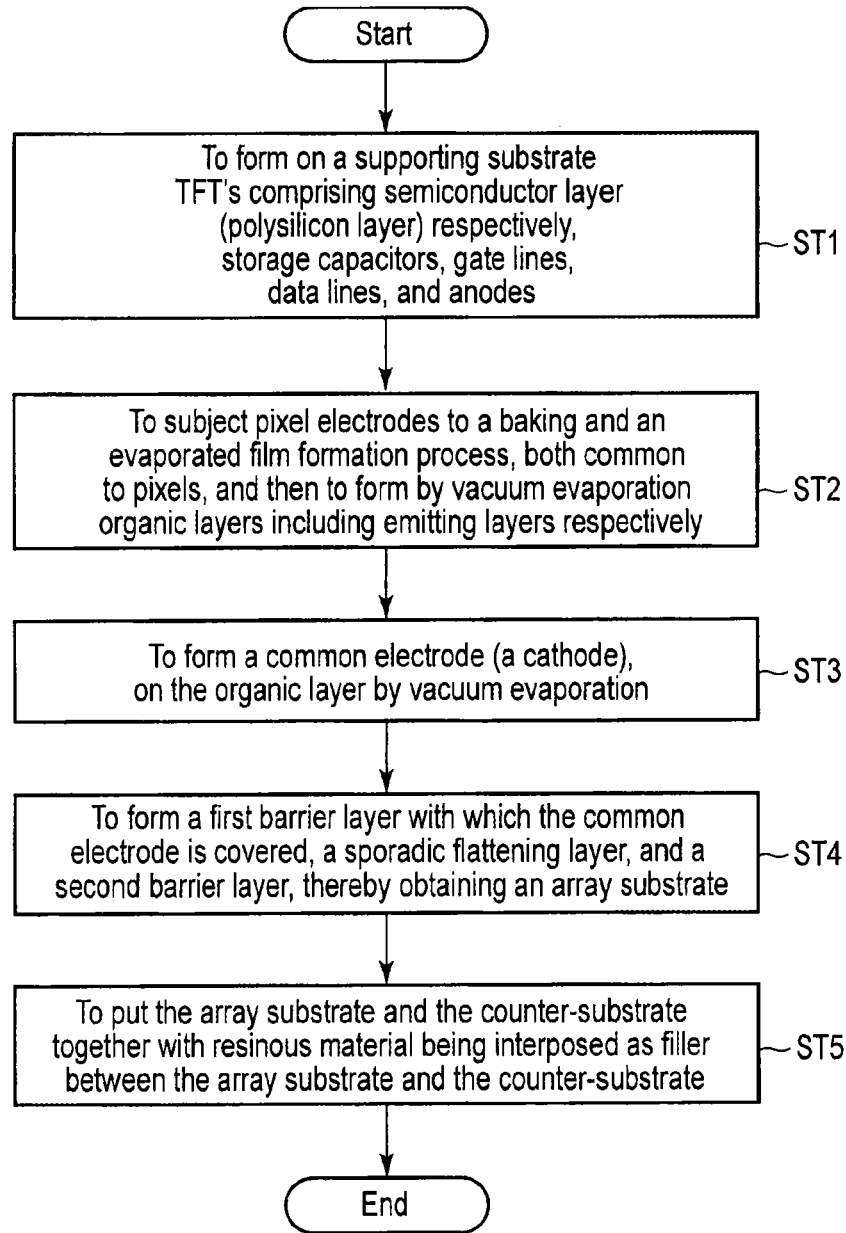 Start
To form on a supporting substrate
TFT's comprising semiconductor layer
(polysilicon layer) respectively,
storage capacitors, gate lines,
data lines, and anodes
ST1
To subject pixel electrodes to a baking and an
evaporated film formation process, both common
to pixels, and then to form by vacuum evaporation
organic layers including emitting layers respectively
ST2
To form a common electrode (a cathode),
on the organic layer by vacuum evaporation
ST3
To form a first barrier layer with which the common
electrode is covered, a sporadic flattening layer, and a
second barrier layer, thereby obtaining an array substrate
ST4
To put the array substrate and the counter-substrate
together with resinous material being interposed as filler
between the array substrate and the counter-substrate
ST5
End